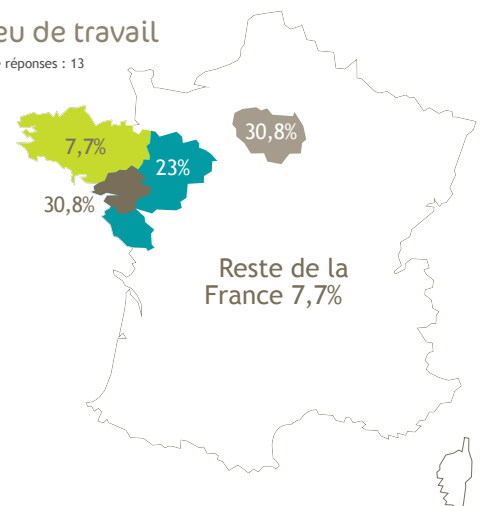 eu de travail
réponses : 13
7,7%
30,8%
23%
30,8%
Reste de la
France 7,7%